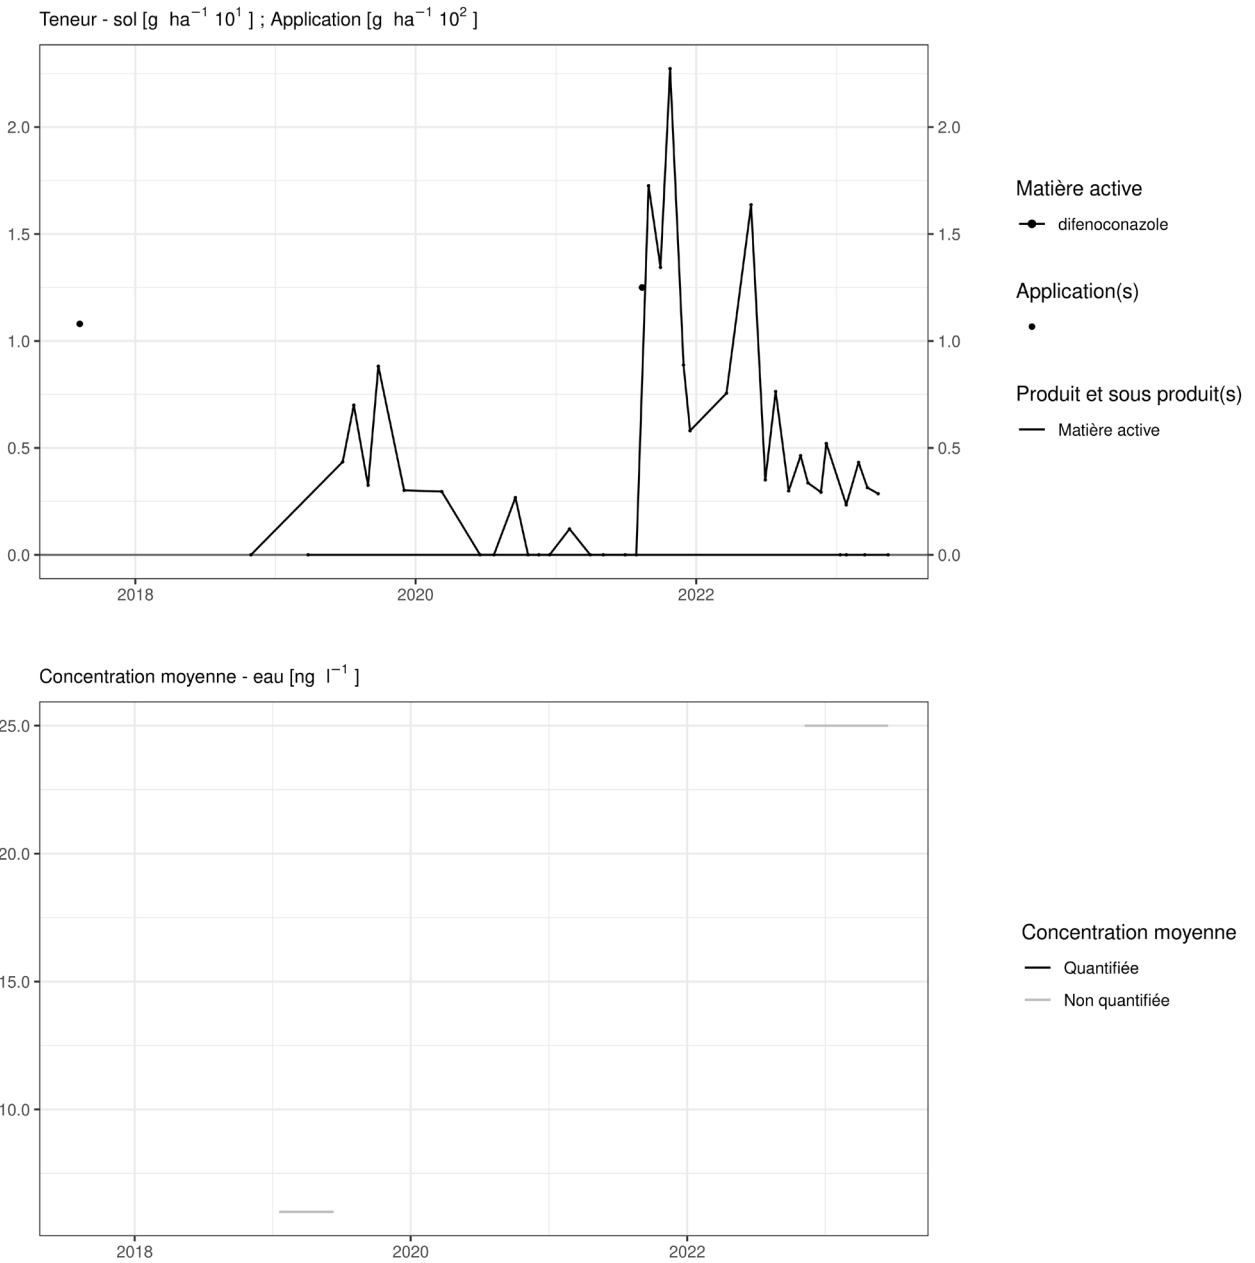 Teneur - sol [g ha⁻¹ 10¹ ] ; Application [g ha⁻¹ 10² ]
2.0 2.0
1.5 1.5
1.0 1.0
0.5 0.5
0.0 0.0
2018 2020 2022
Matière active
difenoconazole
Application(s)
Produit et sous produit(s)
Matière active
Concentration moyenne - eau [ng l⁻¹ ]
25.0
20.0
15.0
10.0
2018 2020 2022
Concentration moyenne
Quantifiée
Non quantifiée